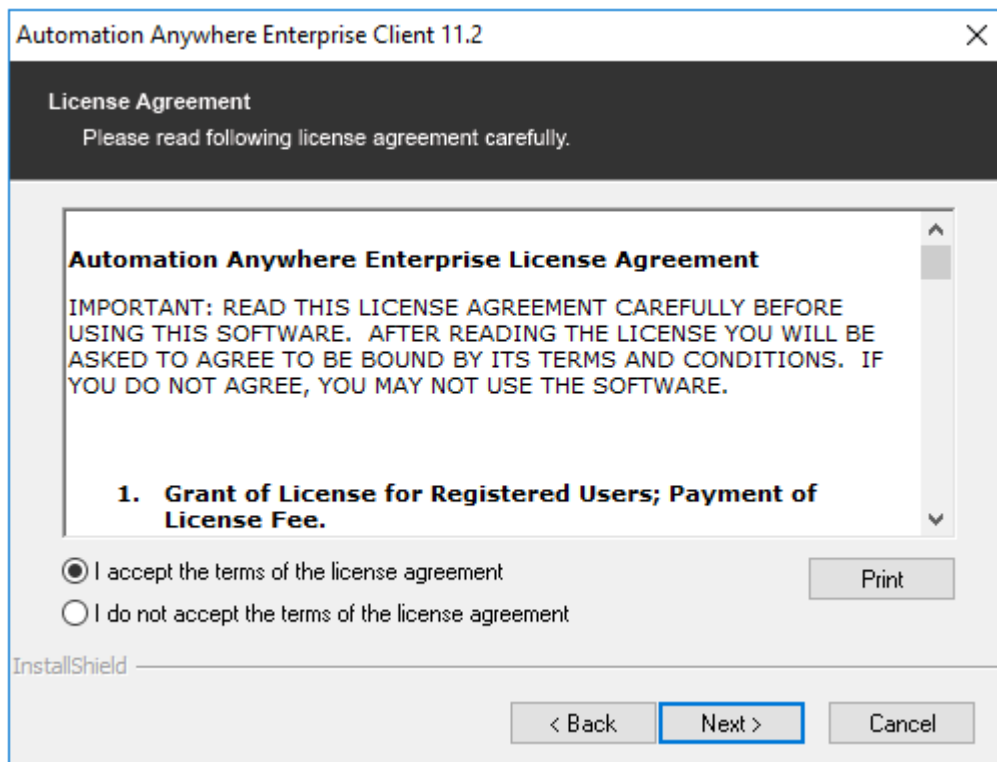 Automation Anywhere Enterprise Client 11.2
License Agreement
Please read following license agreement carefully.
Automation Anywhere Enterprise License Agreement
IMPORTANT: READ THIS LICENSE AGREEMENT CAREFULLY BEFORE
USING THIS SOFTWARE.  AFTER READING THE LICENSE YOU WILL BE
ASKED TO AGREE TO BE BOUND BY ITS TERMS AND CONDITIONS.  IF
YOU DO NOT AGREE, YOU MAY NOT USE THE SOFTWARE.
1. Grant of License for Registered Users; Payment of
License Fee.
I accept the terms of the license agreement
Print
I do not accept the terms of the license agreement
InstallShield
< Back
Next >
Cancel